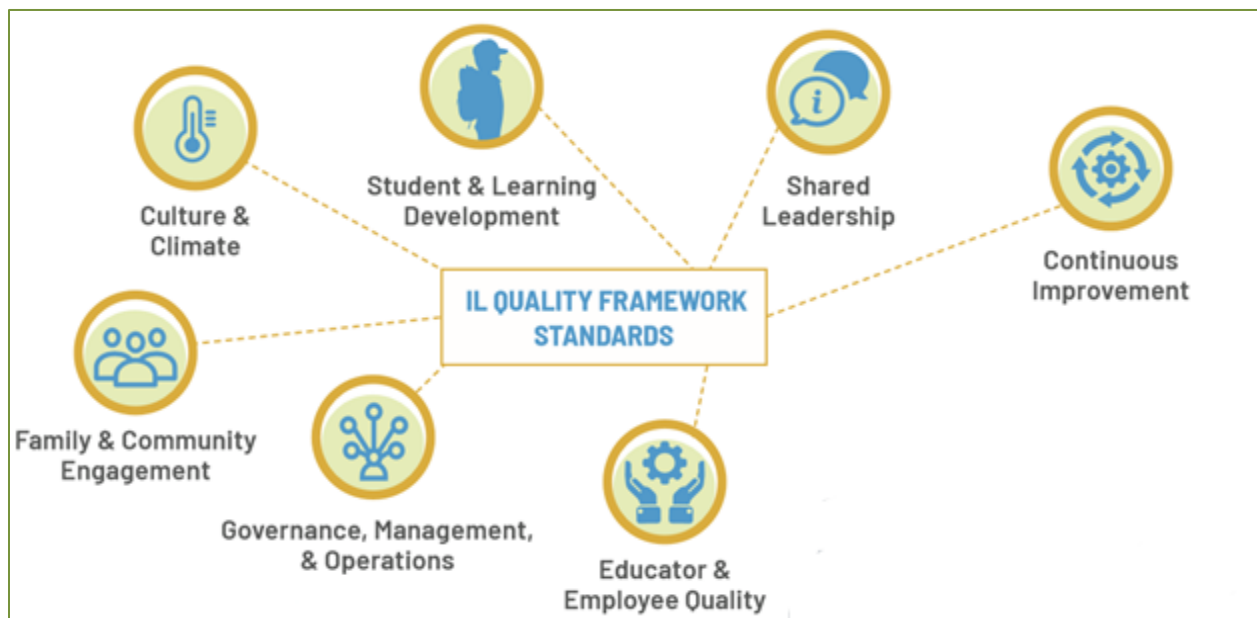 Culture &
Climate
Student & Learning
Development
i
Shared
Leadership
Continuous
Improvement
IL QUALITY FRAMEWORK
STANDARDS
Family & Community
Engagement
Governance, Management,
& Operations
Educator &
Employee Quality